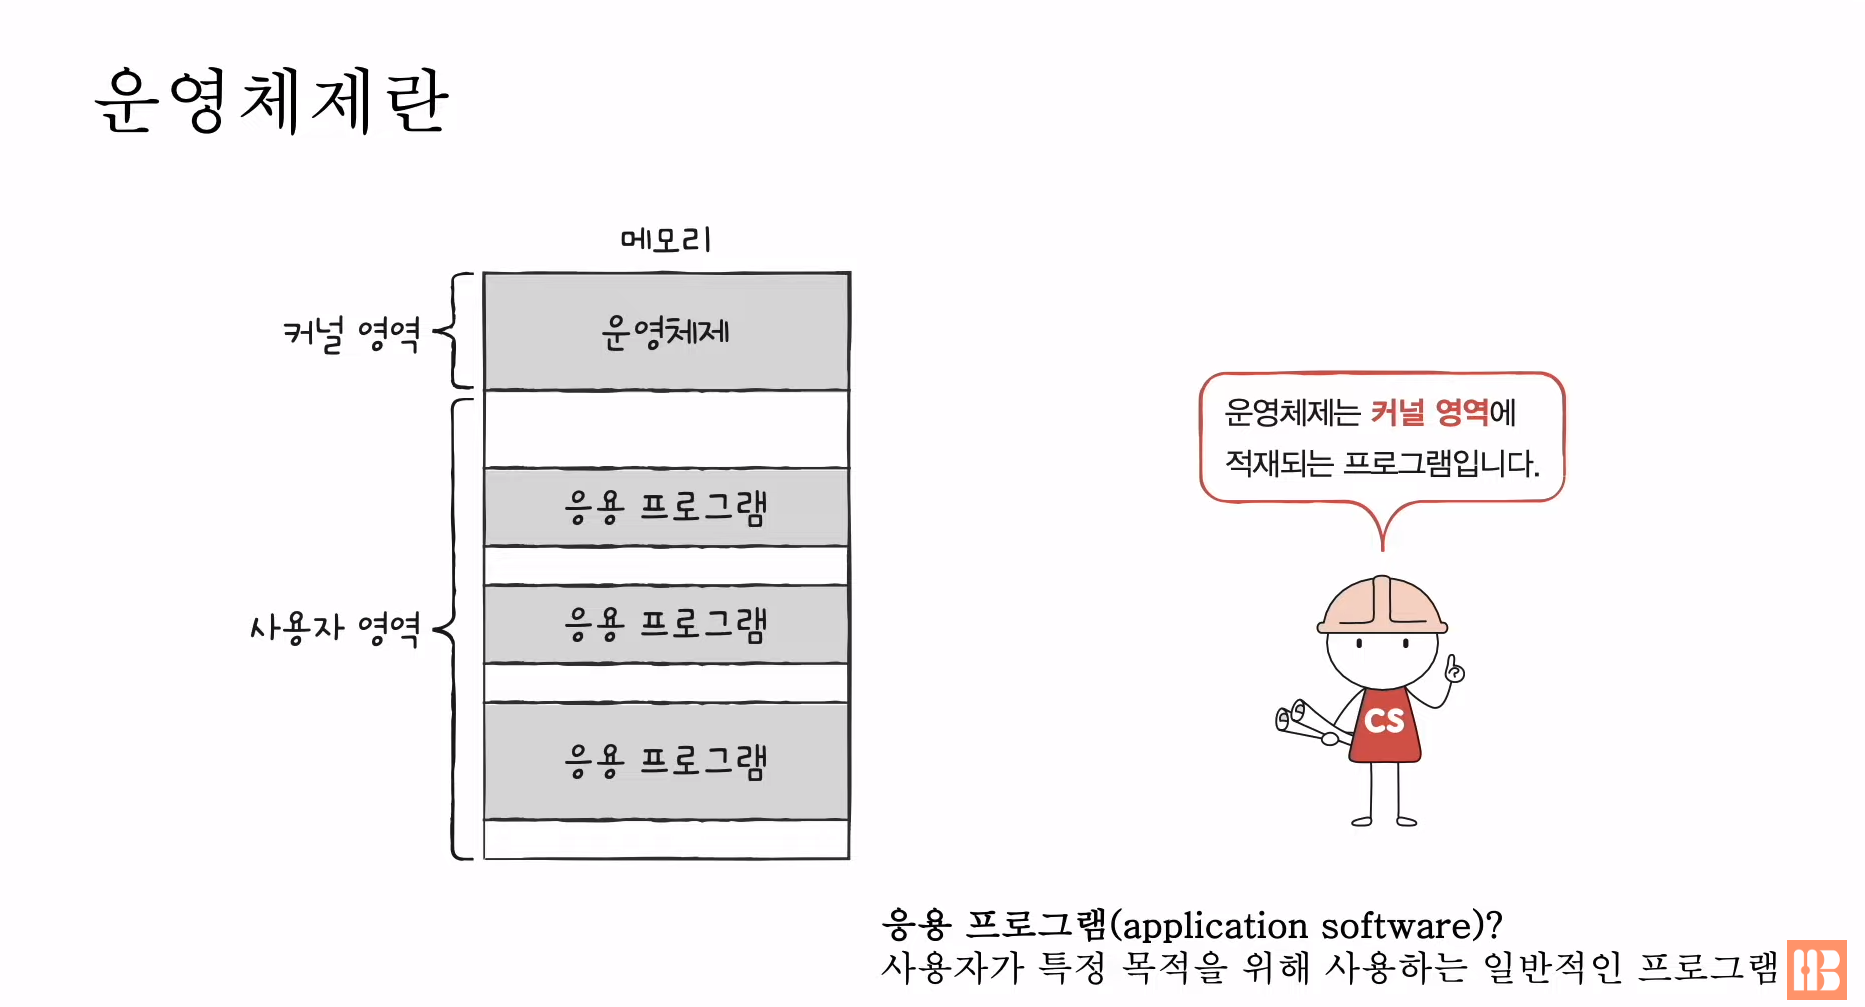 운영체제란
메모리
커널 영역
운영체제
응용 프로그램
사용자 영역
응용 프로그램
응용 프로그램
운영체제는 커널 영역에
적재되는 프로그램입니다.
CS
응용 프로그램(application software)?
사용자가 특정 목적을 위해 사용하는 일반적인 프로그램
HB